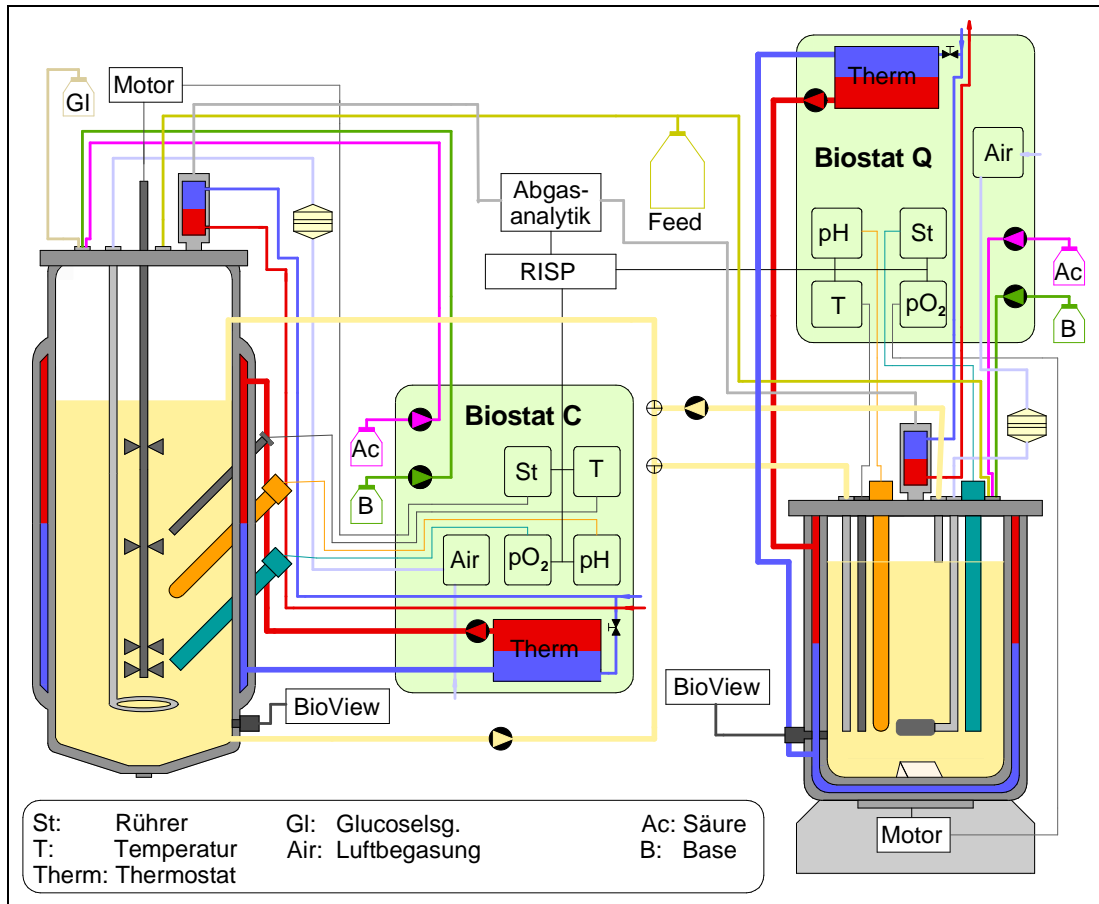 Gl
Motor
Therm
Biostat Q
Air
Abgas-
analytik
Feed
pH
St
Ac
RISP
T
pO2
B
Biostat C
Ac
St
T
B
Air
pO2
pH
Therm
BioView
BioView
St: Rührer Gl: Glucoselsg. Ac: Säure
T: Temperatur Air: Luftbegasung B: Base
Therm: Thermostat
Motor